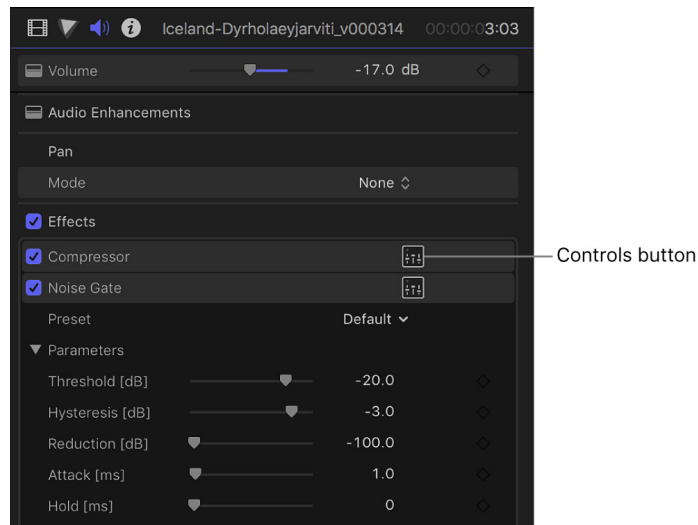 Iceland-Dyrholaeyjarviti_v000314 00:00:03:03
Volume -17.0 dB
Audio Enhancements
Pan
Mode None
Effects
Compressor
Controls button
Noise Gate
Preset Default
Parameters
Threshold [dB] -20.0
Hysteresis [dB] -3.0
Reduction [dB] -100.0
Attack [ms] 1.0
Hold [ms] 0